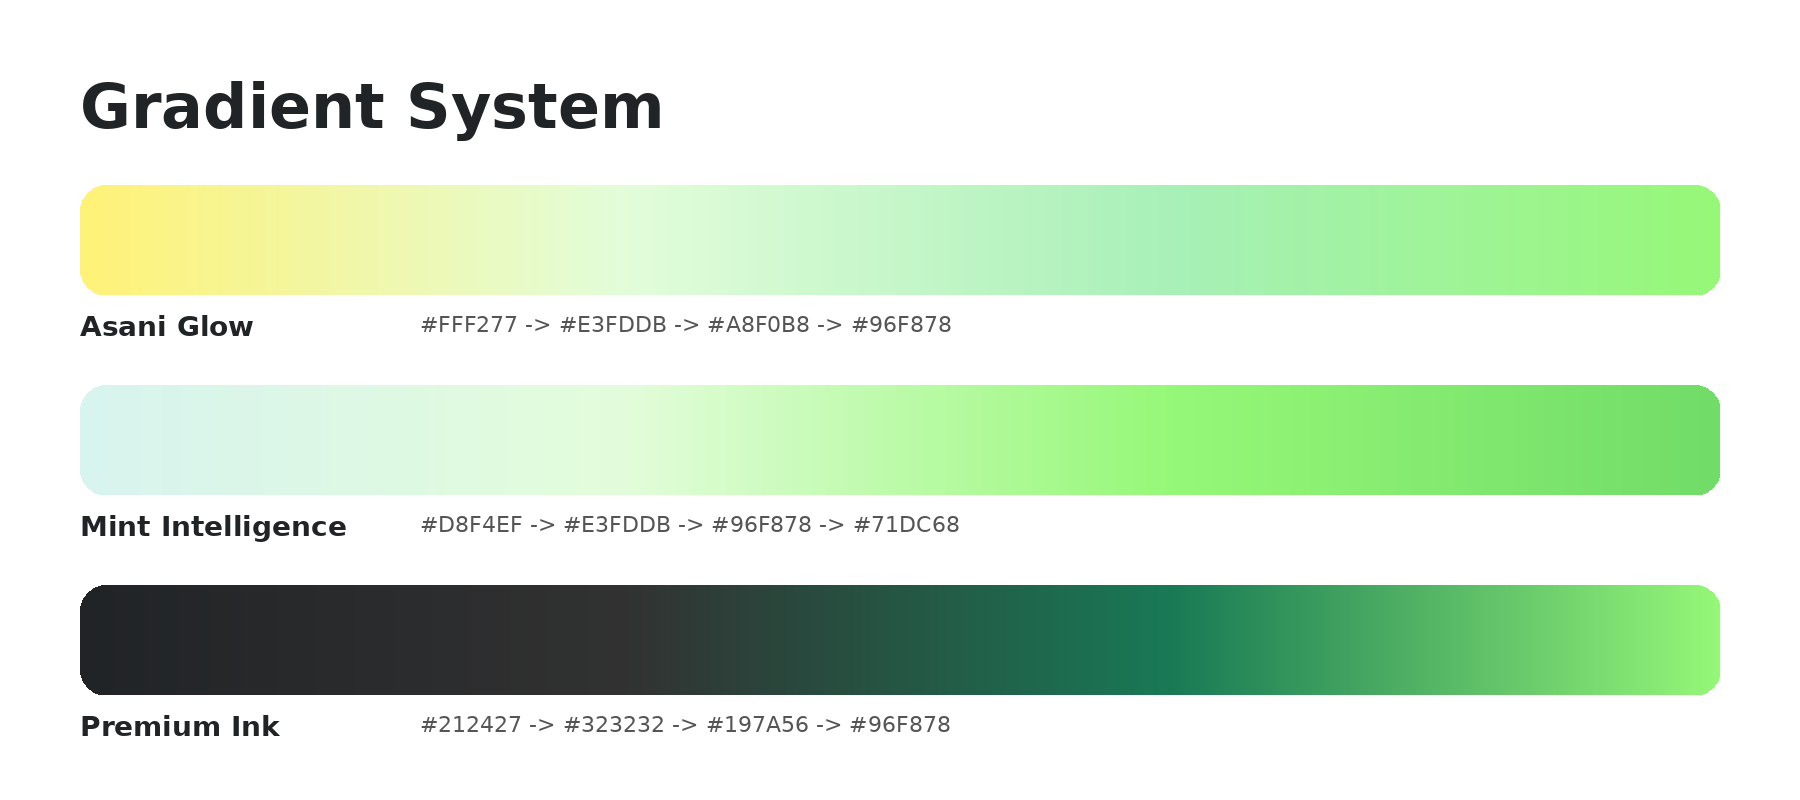 Gradient System
Asani Glow #FFF277 -> #E3FDDB -> #A8F0B8 -> #96F878
Mint Intelligence #D8F4EF -> #E3FDDB -> #96F878 -> #71DC68
Premium Ink #212427 -> #323232 -> #197A56 -> #96F878